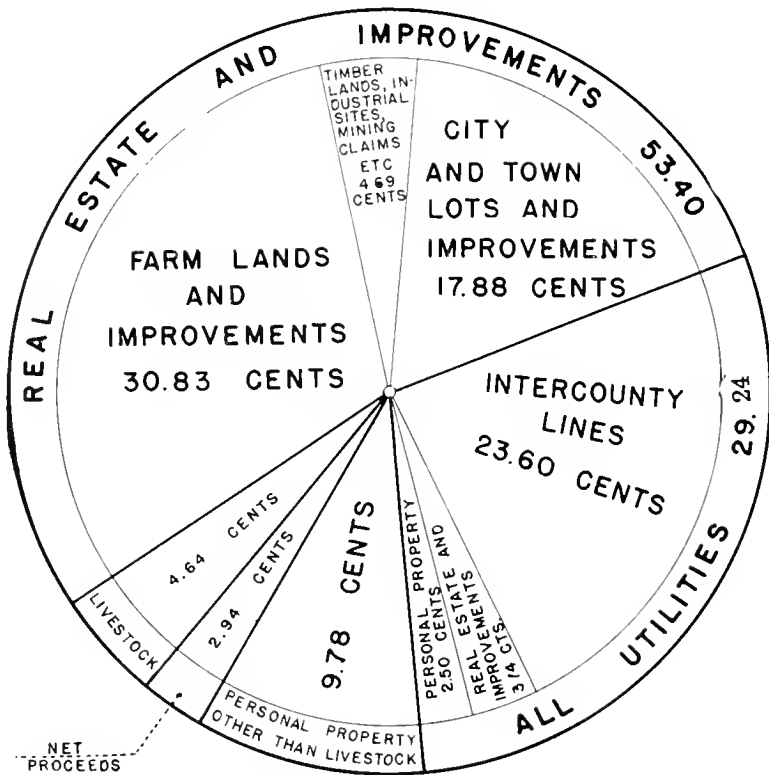 REAL ESTATE AND IMPROVEMENTS 53.40
TIMBER
LANDS, IN-
DUSTRIAL
SITES,
MINING
CLAIMS
ETC
4 69
CENTS
CITY
AND TOWN
LOTS AND
IMPROVEMENTS
17.88 CENTS
FARM LANDS
AND
IMPROVEMENTS
30.83 CENTS
INTERCOUNTY
LINES
23.60 CENTS
29.24
ALL UTILITIES
REAL ESTATE AND
IMPROVEMENTS
3 14 CTS.
PERSONAL PROPERTY
2.50 CENTS
9.78 CENTS
PERSONAL PROPERTY
OTHER THAN LIVESTOCK
2.94 CENTS
NET
PROCEEDS
4.64 CENTS
LIVESTOCK